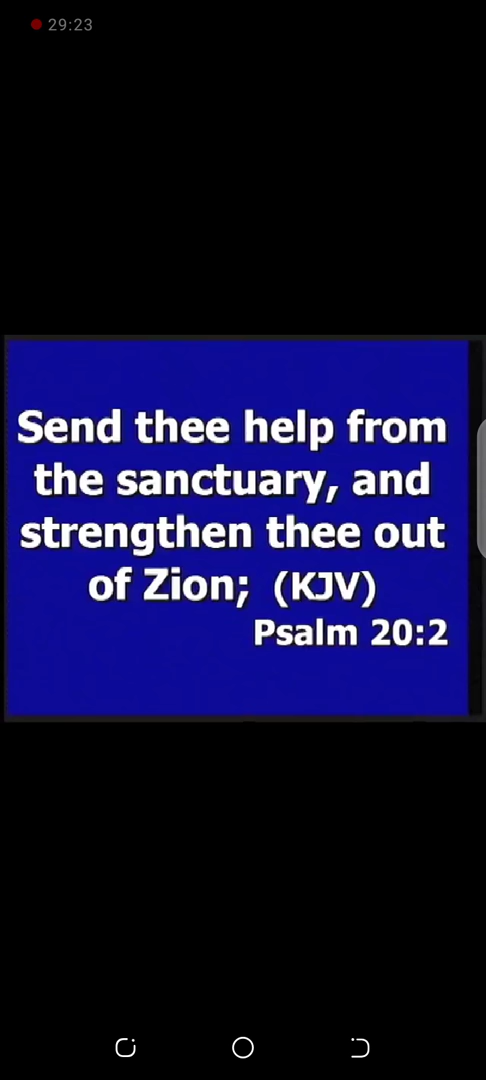 29:23
Send thee help from
the sanctuary, and
strengthen thee out
of Zion; (KJV)
Psalm 20:2